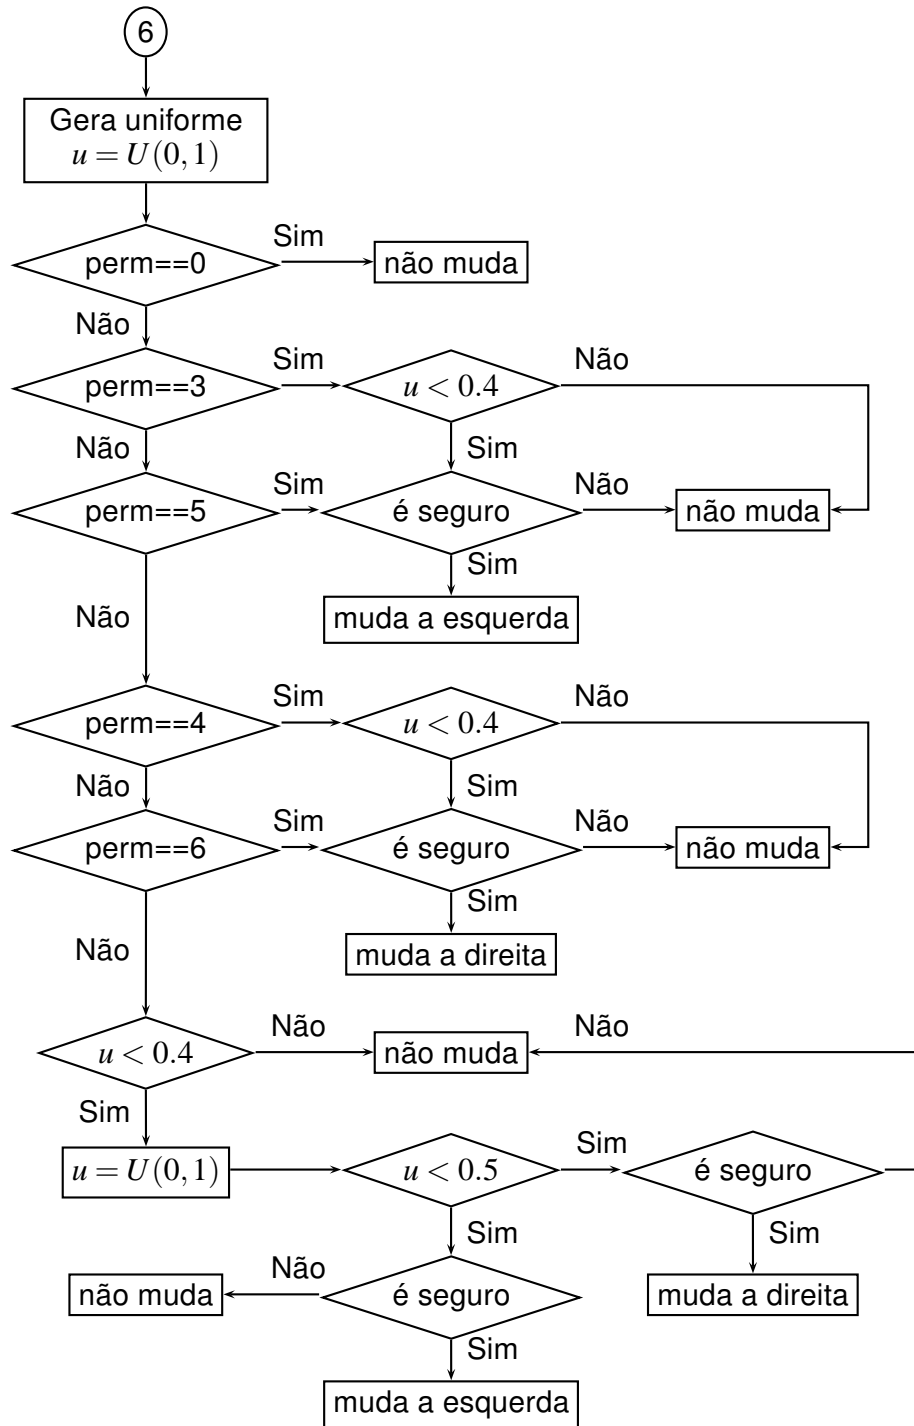 6
Gera uniforme
u = U(0,1)
Sim
perm==0
não muda
Não
Sim
Não
perm==3
u < 0.4
Não
Sim
Sim
Não
perm==5
é seguro
não muda
Sim
Não
muda a esquerda
Sim
Não
perm==4
u < 0.4
Não
Sim
Sim
Não
perm==6
é seguro
não muda
Sim
Não
muda a direita
Não
Não
u < 0.4
não muda
Sim
Sim
u = U(0,1)
u < 0.5
é seguro
Sim
Sim
Não
não muda
é seguro
muda a direita
Sim
muda a esquerda